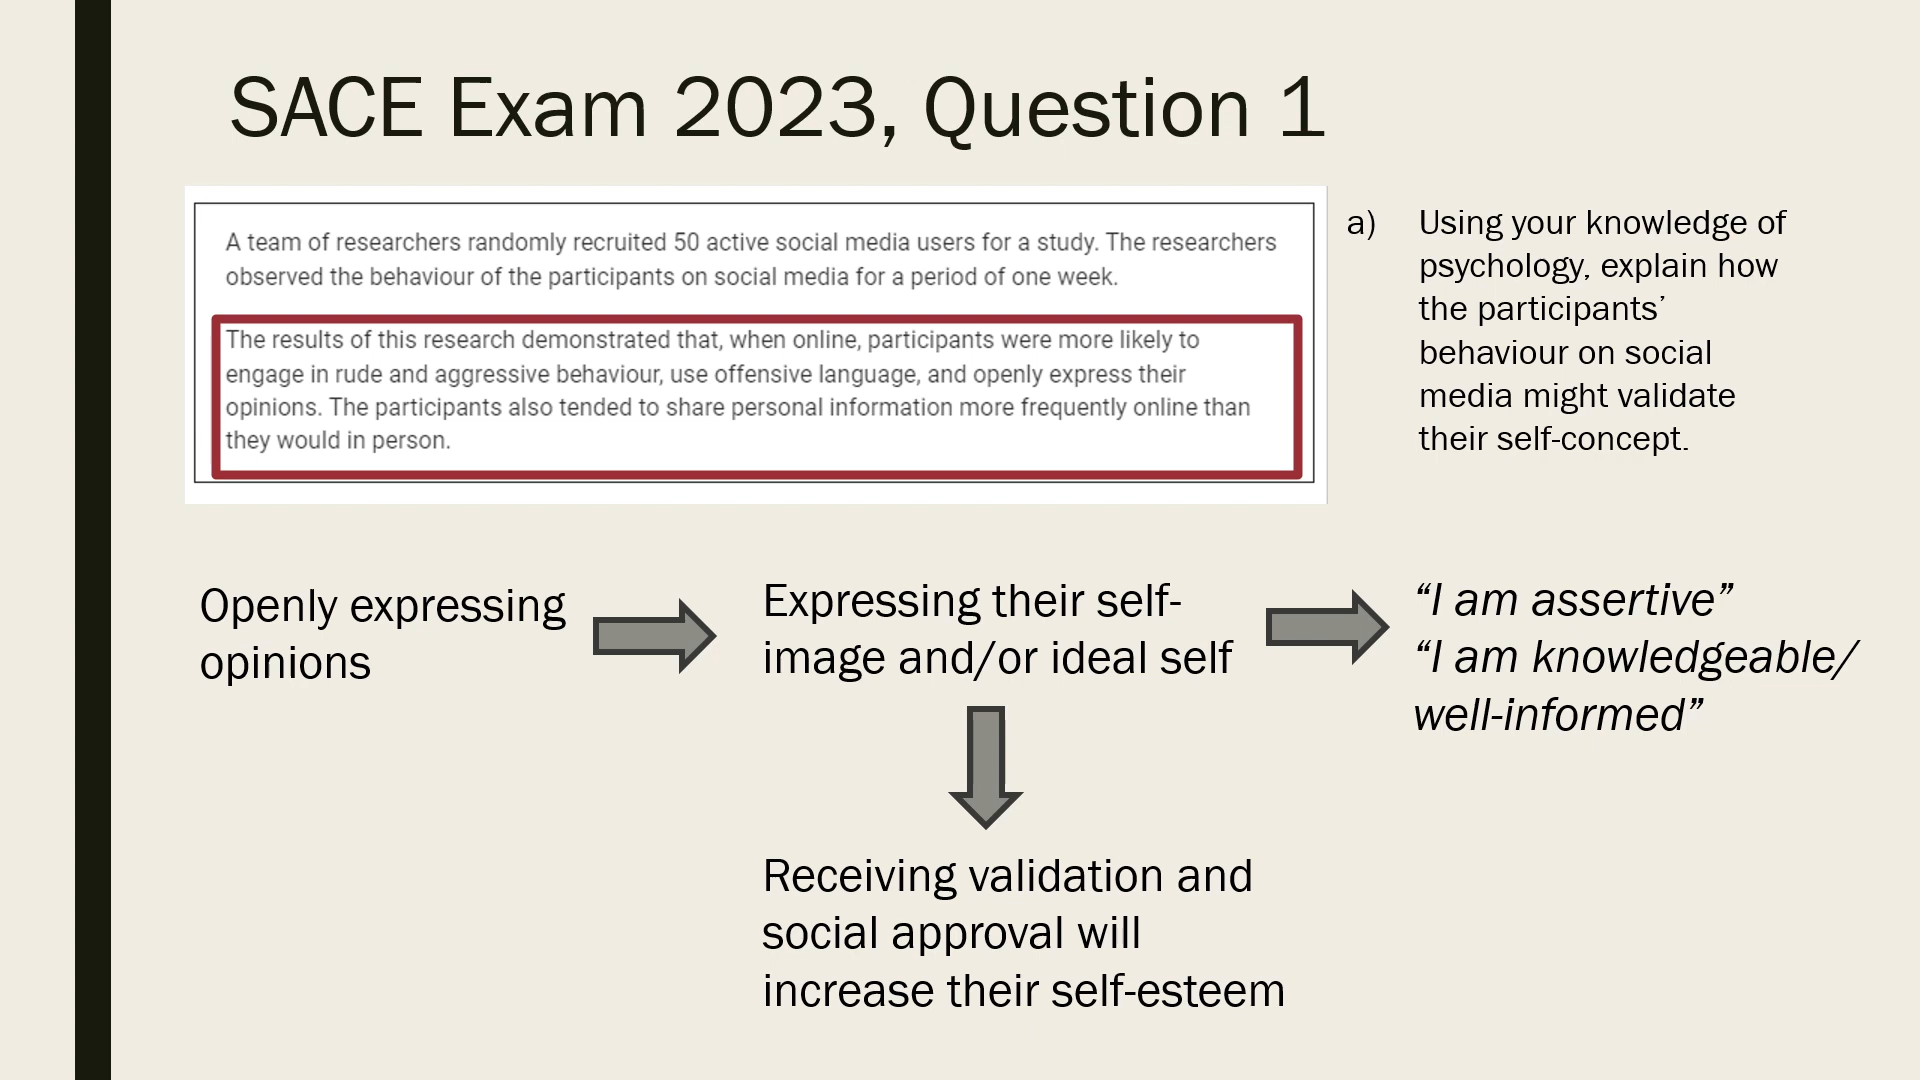 SACE Exam 2023, Question 1
A team of researchers randomly recruited 50 active social media users for a study. The researchers
observed the behaviour of the participants on social media for a period of one week.
The results of this research demonstrated that, when online, participants were more likely to
engage in rude and aggressive behaviour, use offensive language, and openly express their
opinions. The participants also tended to share personal information more frequently online than
they would in person.
a) Using your knowledge of
psychology, explain how
the participants’
behaviour on social
media might validate
their self-concept.
Openly expressing
opinions
Expressing their self-
image and/or ideal self
“I am assertive”
“I am knowledgeable/
well-informed”
Receiving validation and
social approval will
increase their self-esteem